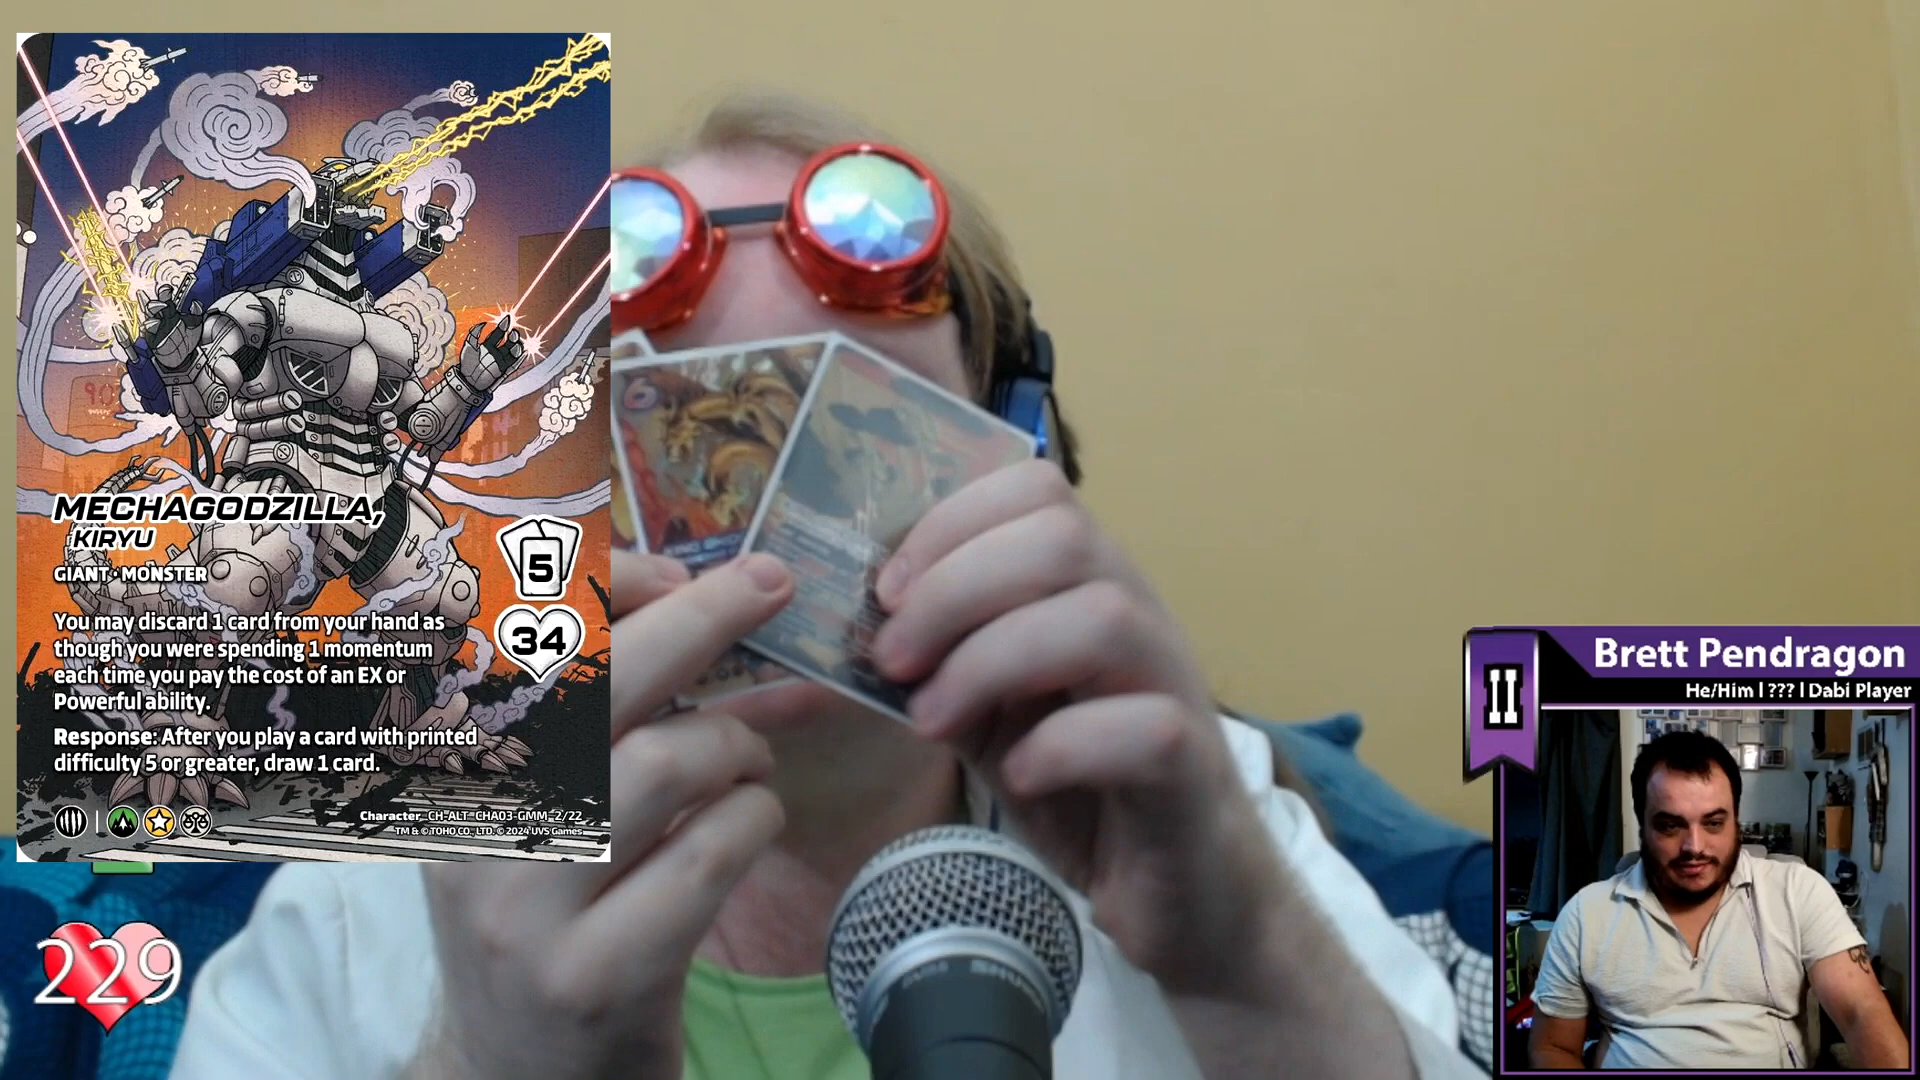 MECHAGODZILLA,
KIRYU
GIANT · MONSTER
5
34
You may discard 1 card from your hand as
though you were spending 1 momentum
each time you pay the cost of an EX or
Powerful ability.
Response: After you play a card with printed
difficulty 5 or greater, draw 1 card.
Character CH-ALT CHA03-GMM 2/22
TM & © TOHO CO., LTD. © 2024 UVS Games
90
6
229
II
Brett Pendragon
He/Him | ??? | Dabi Player